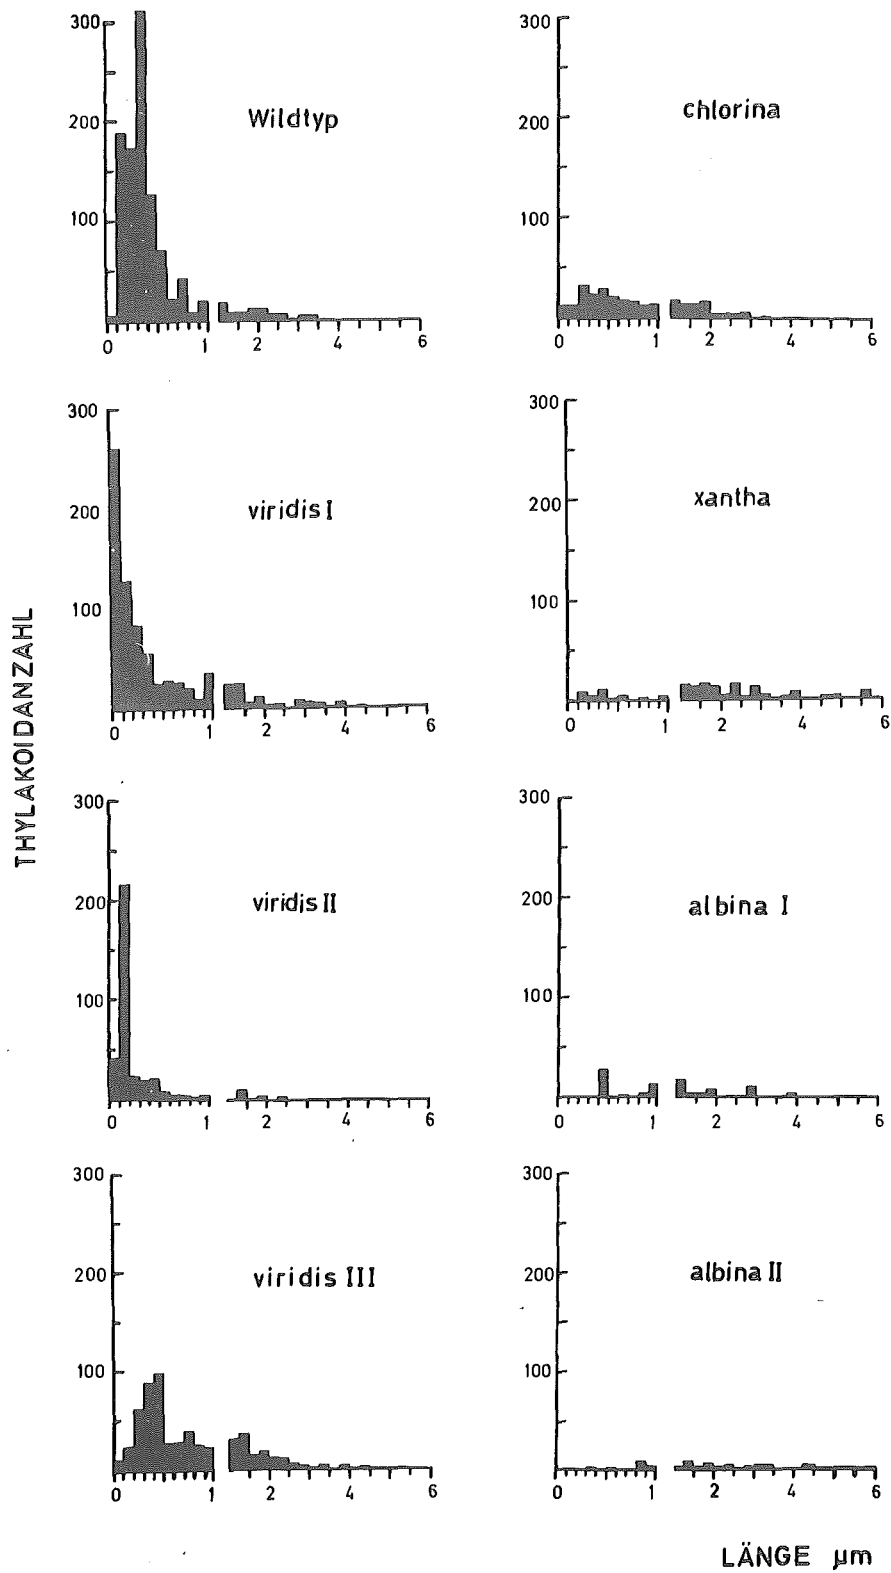 THYLAKOIDANZAHL
300
200
100
Wildtyp
0 1 2 4 6
300
200
100
chlorina
0 1 2 4 6
300
200
100
viridis I
0 1 2 4 6
300
200
100
xantha
0 1 2 4 6
300
200
100
viridis II
0 1 2 4 6
300
200
100
albina I
0 1 2 4 6
300
200
100
viridis III
0 1 2 4 6
300
200
100
albina II
0 1 2 4 6
LÄNGE µm